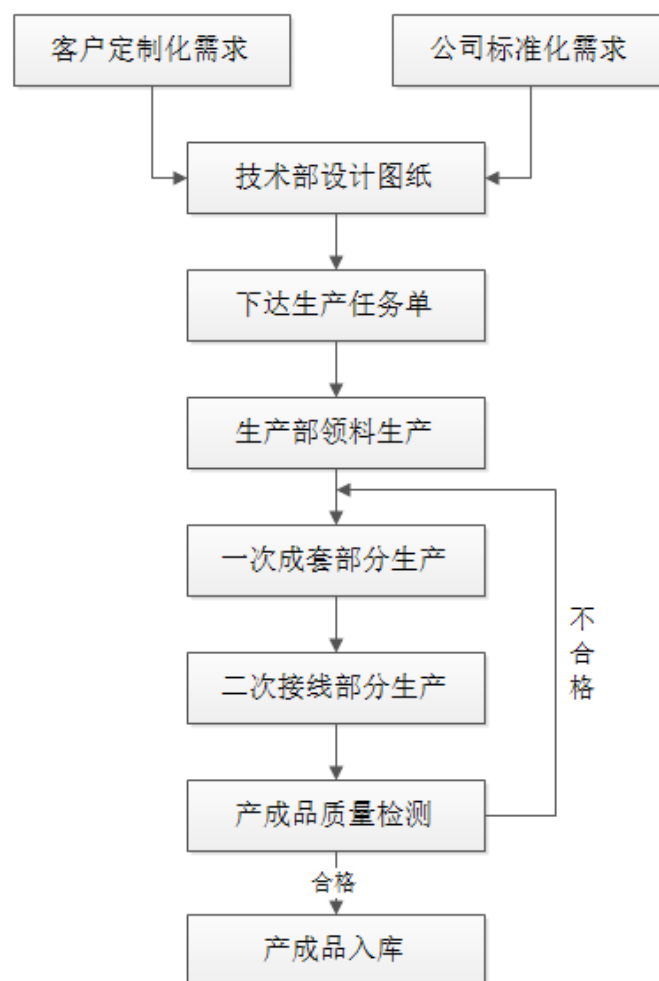 客户定制化需求
公司标准化需求
技术部设计图纸
下达生产任务单
生产部领料生产
一次成套部分生产
二次接线部分生产
不合格
产成品质量检测
合格
产成品入库